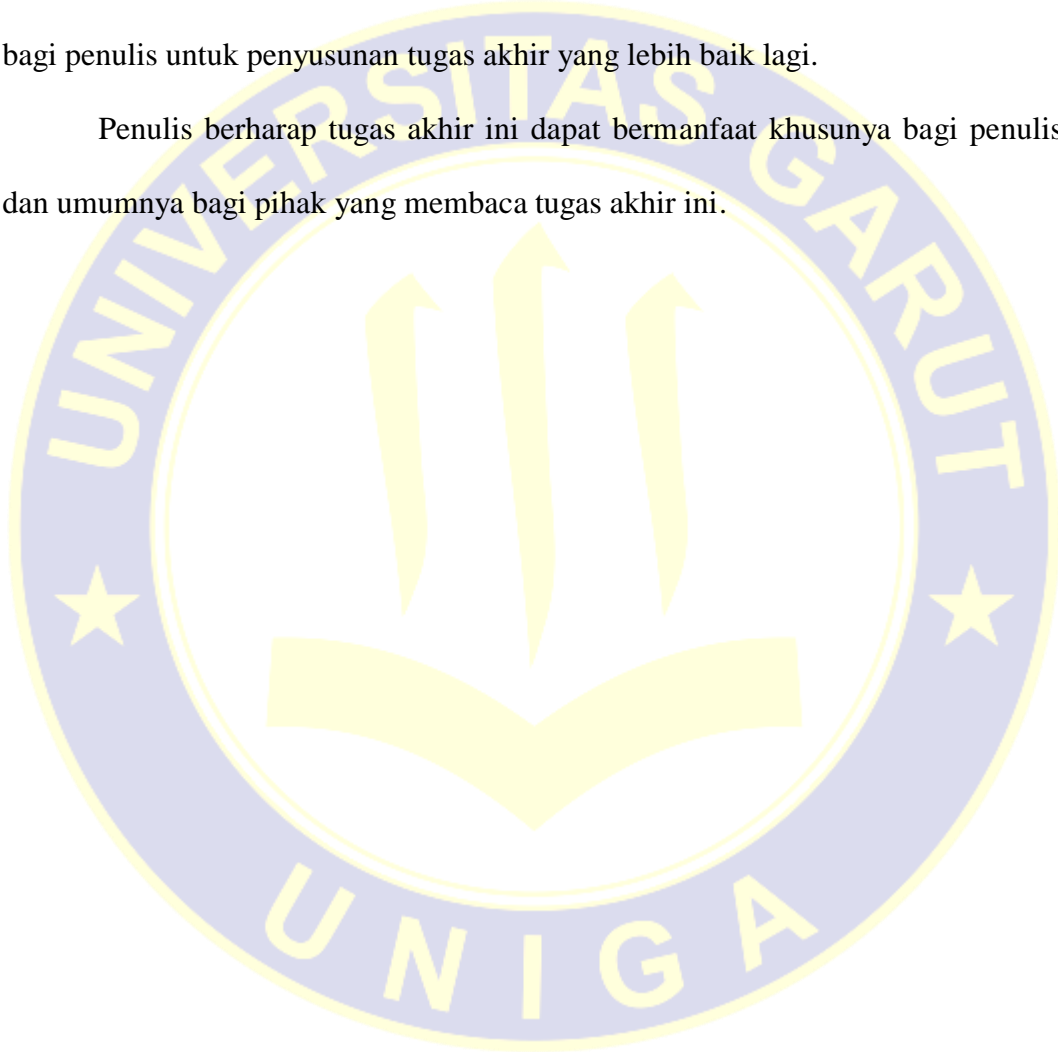 bagi penulis untuk penyusunan tugas akhir yang lebih baik lagi.
Penulis berharap tugas akhir ini dapat bermanfaat khusunya bagi penulis
dan umumnya bagi pihak yang membaca tugas akhir ini.
UNIVERSITAS GARUT
UNIGA